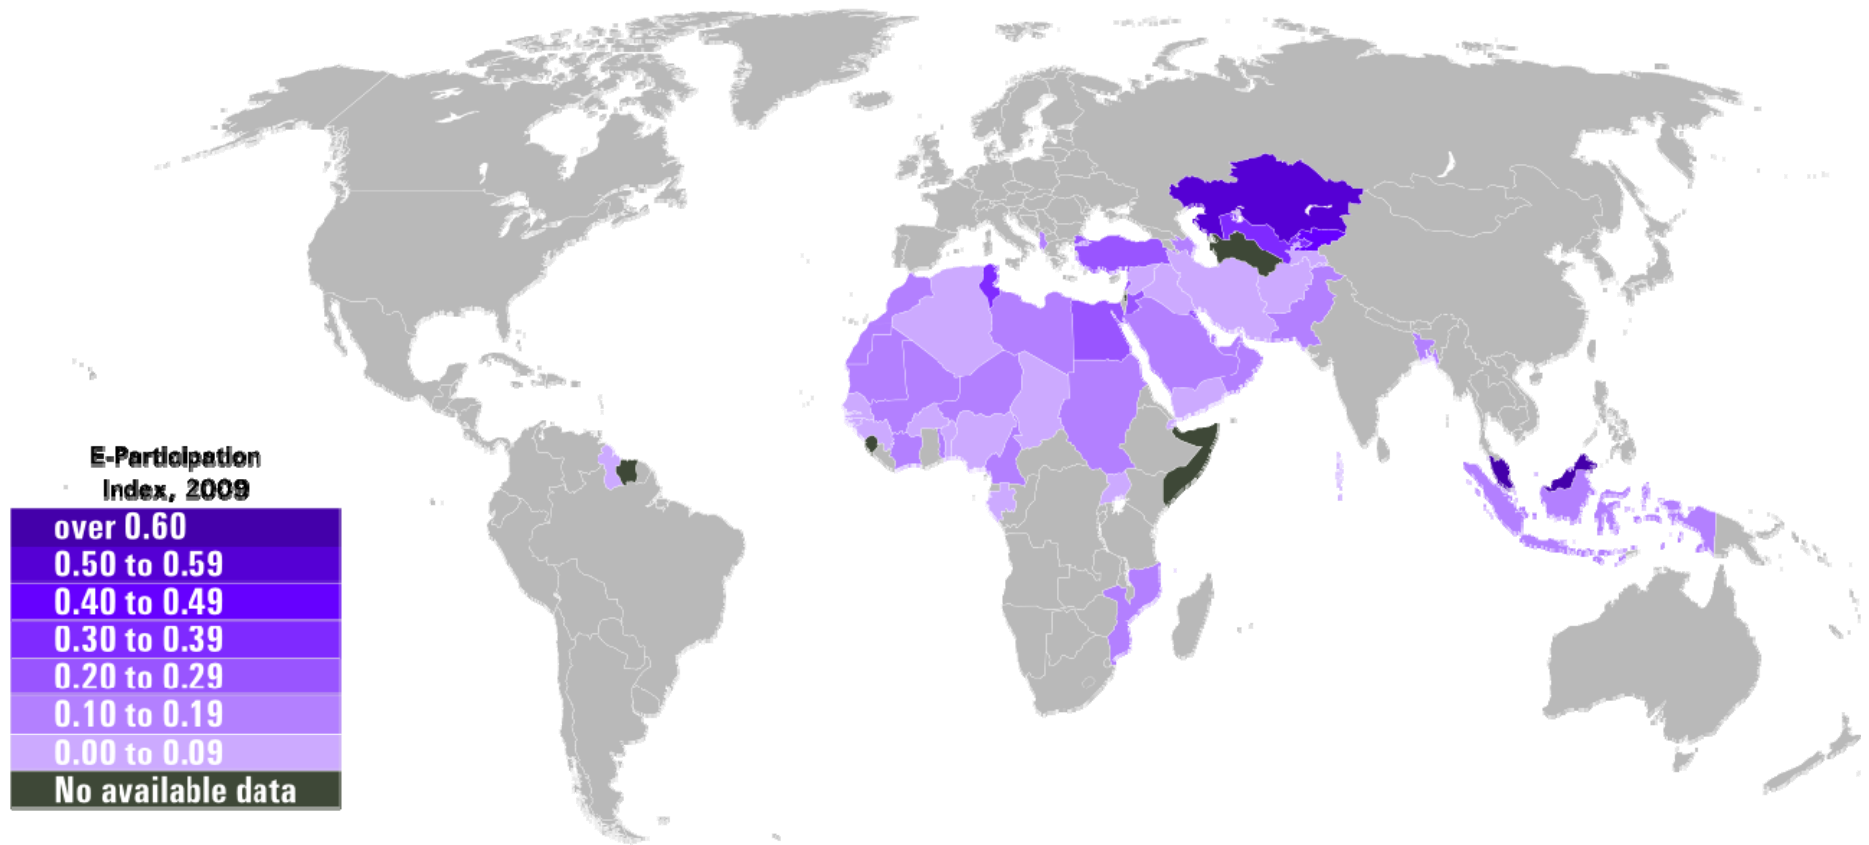 E-Participation
Index, 2009
over 0.60
0.50 to 0.59
0.40 to 0.49
0.30 to 0.39
0.20 to 0.29
0.10 to 0.19
0.00 to 0.09
No available data